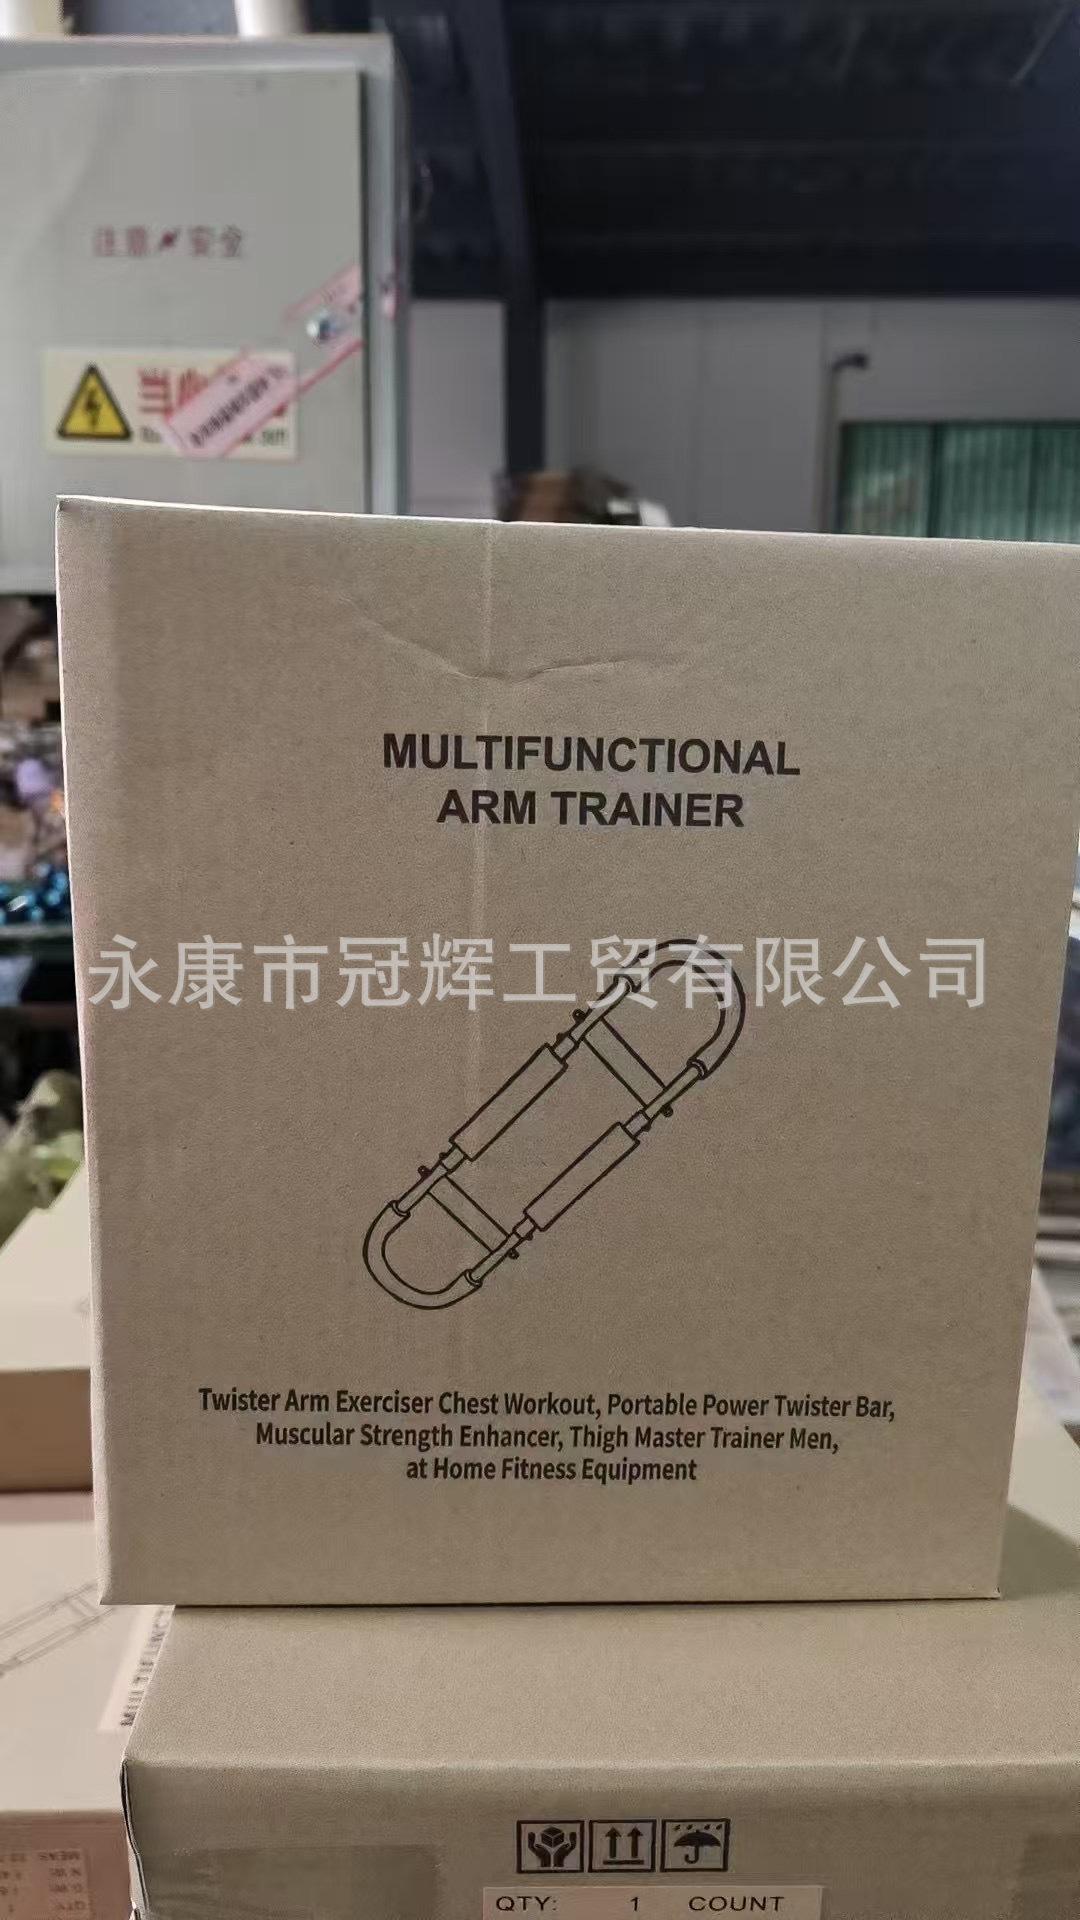 注意 安全
MULTIFUNCTIONAL
ARM TRAINER
永康市冠辉工贸有限公司
Twister Arm Exerciser Chest Workout, Portable Power Twister Bar,
Muscular Strength Enhancer, Thigh Master Trainer Men,
at Home Fitness Equipment
QTY: 1 COUNT